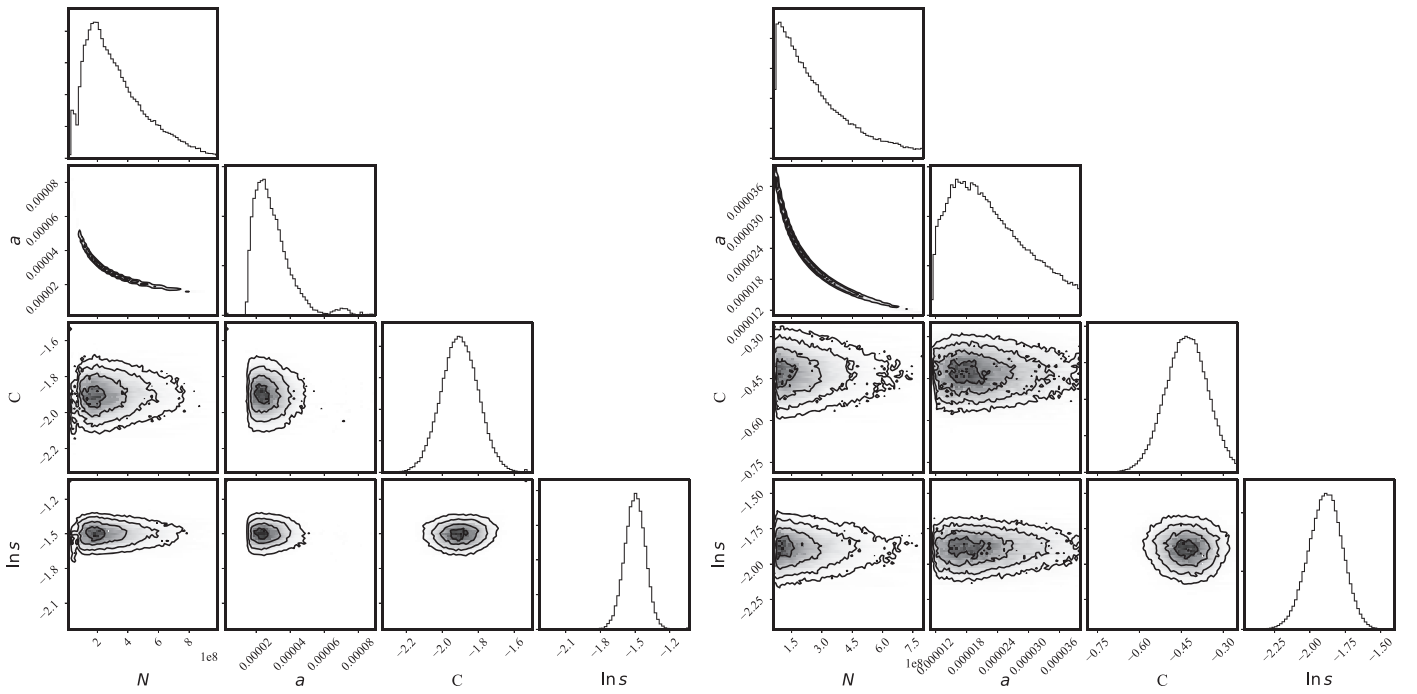 a
0.00008
0.00006
0.00004
0.00002
C
−1.6
−1.8
−2.0
−2.2
ln s
−1.2
−1.5
−1.8
−2.1
2 4 6 8
1e8
N
0.00002 0.00004 0.00006 0.00008
a
−2.2 −2.0 −1.8 −1.6
C
−2.1 −1.8 −1.5 −1.2
ln s
a
0.000036
0.000030
0.000024
0.000018
0.000012
C
−0.30
−0.45
−0.60
−0.75
ln s
−1.50
−1.75
−2.00
−2.25
1.5 3.0 4.5 6.0 7.5
1e8
N
0.000012 0.000018 0.000024 0.000030 0.000036
a
−0.75 −0.60 −0.45 −0.30
C
−2.25 −2.00 −1.75 −1.50
ln s